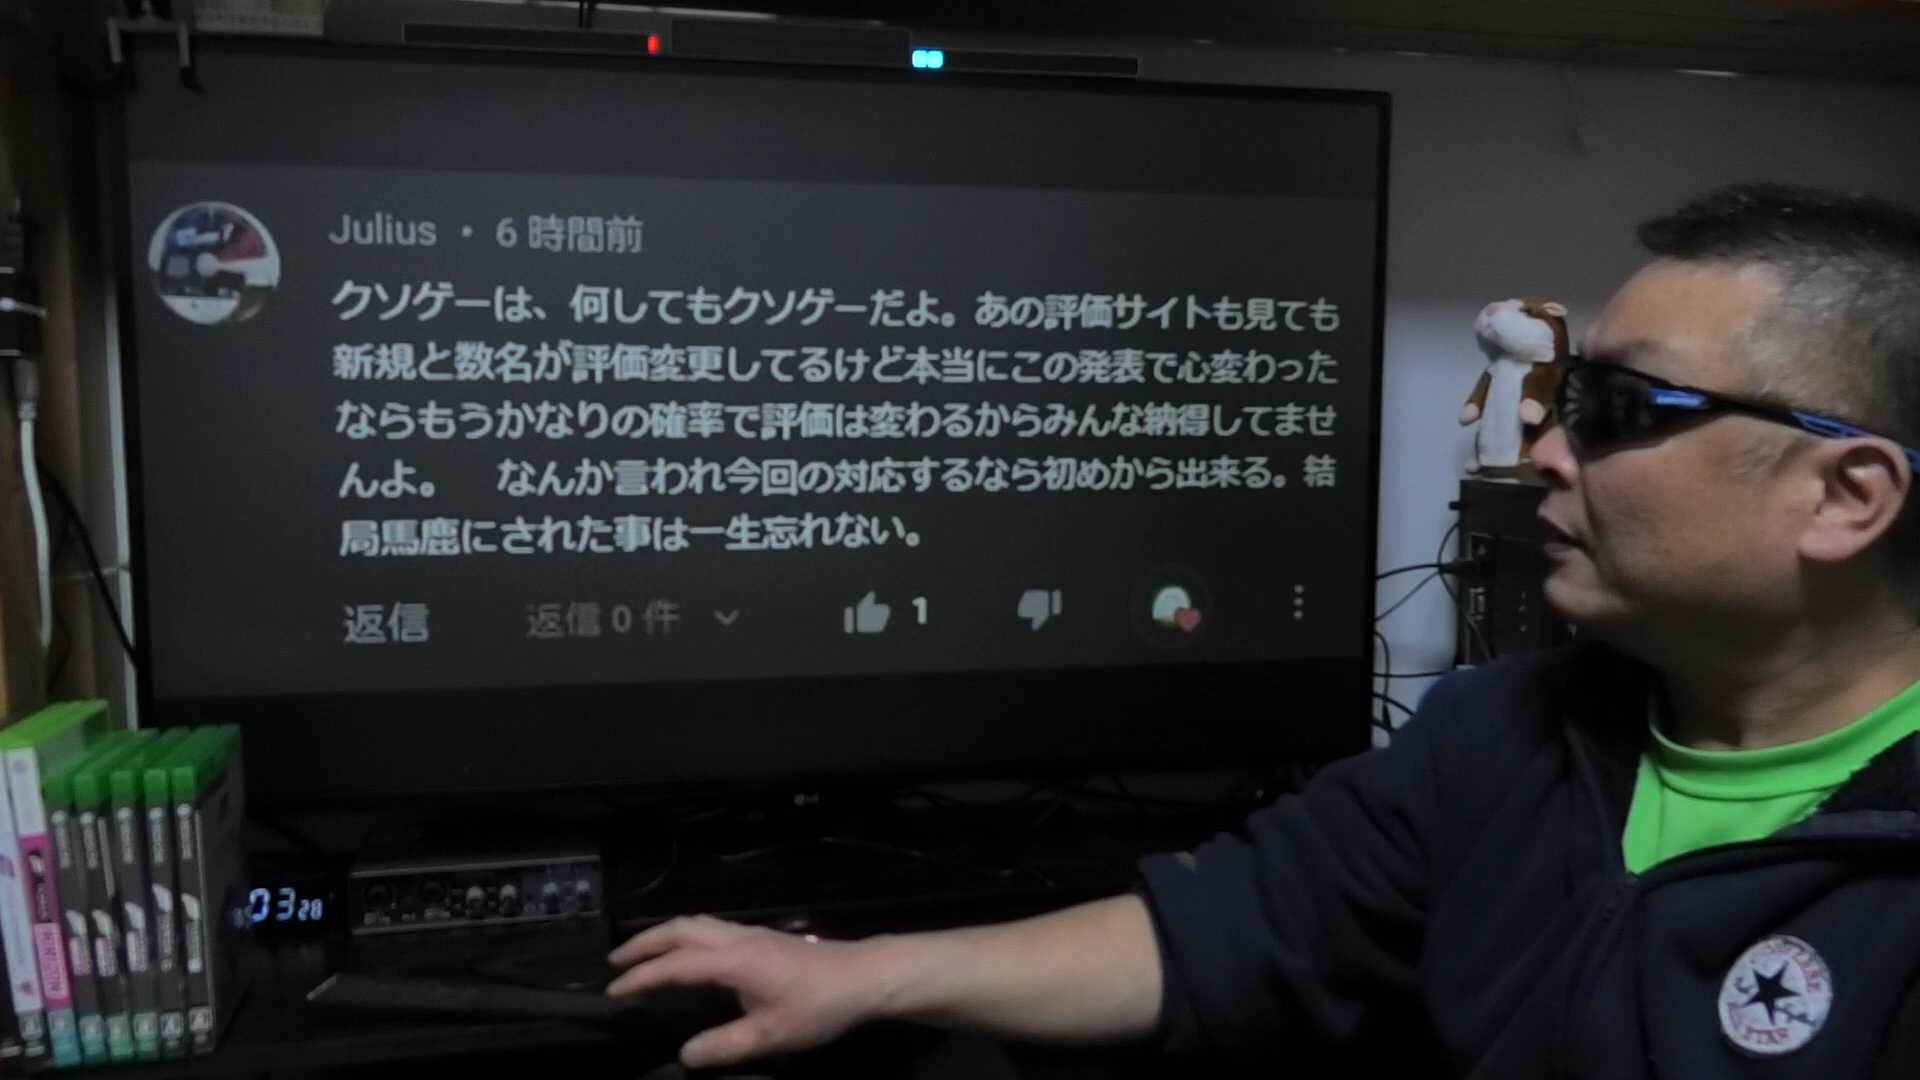 Julius・6 時間前
クソゲーは、何してもクソゲーだよ。あの評価サイトも見ても
新規と数名が評価変更してるけど本当にこの発表で心変わった
ならもうかなりの確率で評価は変わるからみんな納得してませ
んよ。　なんか言われ今回の対応するなら初めから出来る。結
局馬鹿にされた事は一生忘れない。
返信
返信 0 件
1
LG
03 28
HORIZON